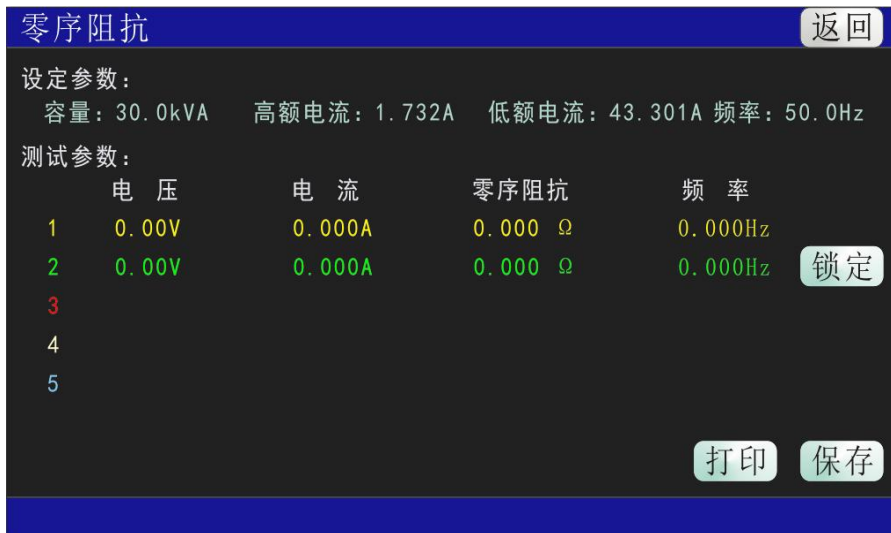 零序阻抗 返回
设定参数:
容量: 30.0kVA 高额电流: 1.732A 低额电流: 43.301A 频率: 50.0Hz
测试参数:
电 压 电 流 零序阻抗 频 率
1 0.00V 0.000A 0.000 Ω 0.000Hz
2 0.00V 0.000A 0.000 Ω 0.000Hz 锁定
3
4
5
打印 保存